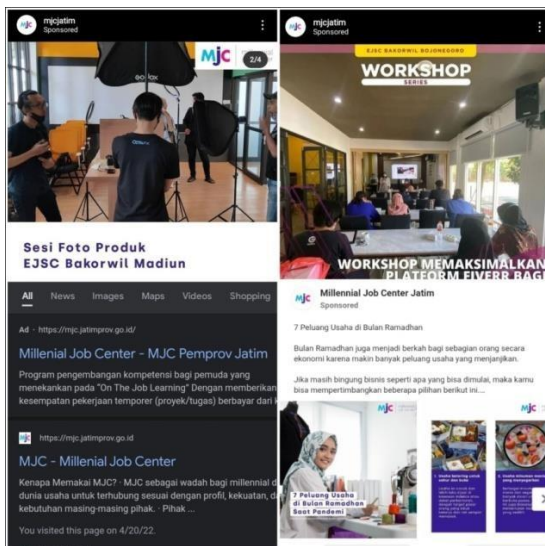 mjcjatim
Sponsored
Mjc
2/4
GODOX
Sesi Foto Produk
EJSC Bakorwil Madiun
All News Images Maps Videos Shopping
Ad · https://mjc.jatimprov.go.id/
Millenial Job Center - MJC Pemprov Jatim
Program pengembangan kompetensi bagi pemuda yang
menekankan pada "On The Job Learning" Dengan memberikan
kesempatan pekerjaan temporer (proyek/tugas) berbayar dari
https://mjc.jatimprov.go.id
MJC - Millenial Job Center
Kenapa Memakai MJC? · MJC sebagai wadah bagi millennial d
dunia usaha untuk terhubung sesuai dengan profil, kekuatan, da
kebutuhan masing-masing pihak. · Pihak ...
You visited this page on 4/20/22.
mjcjatim
Sponsored
EJSC BAKORWIL BOJONEGORO
WORKSHOP
SERIES
WORKSHOP MEMAKSIMALKAN
PLATFORM FIVERR BAGI
Mjc
Millennial Job Center Jatim
Sponsored
7 Peluang Usaha di Bulan Ramadhan
Bulan Ramadhan juga menjadi berkah bagi sebagian orang secara
ekonomi karena makin banyak peluang usaha yang menjanjikan.
Jika masih bingung bisnis seperti apa yang bisa dimulai, maka kamu
bisa mempertimbangkan beberapa pilihan berikut ini....
Mjc
7 Peluang Usaha
di Bulan Ramadhan
Saat Pandemi
Mjc